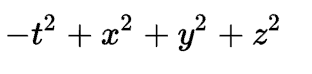 −t² + x² + y² + z²